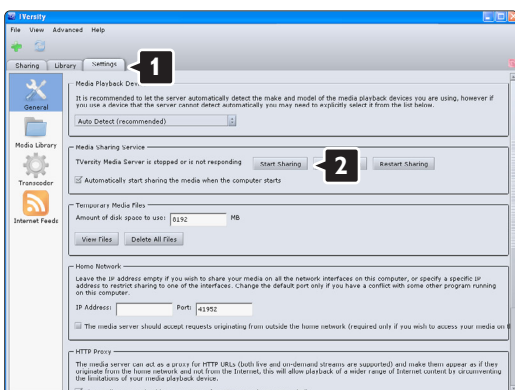 TVersity
File View Advanced Help
Sharing Library Settings
1
General
Media Library
Transcoder
Internet Feeds
Media Playback
It is recommended to let the server automatically detect the make and model of the media playback devices you are using, however if
you use a device that the server cannot detect automatically you may need to explicitly select it from the list below.
Auto Detect (recommended)
Media Sharing Service
TVersity Media Server is stopped or is not responding Start Sharing 2 Restart Sharing
Automatically start sharing the media when the computer starts
Temporary Media Files
Amount of disk space to use: 8192 MB
View Files Delete All Files
Home Network
Leave the IP address empty if you wish to share your media on all the network interfaces on this computer, or specify a specific IP
address to restrict sharing to one of the interfaces. Change the default port only if you have a conflict with some other program running
on this computer.
IP Address: Port: 41952
The media server should accept requests originating from outside the home network (required only if you wish to access your media on
HTTP Proxy
The media server can act as a proxy for HTTP URLs (both live and on-demand streams are supported) and make them appear as if they
originate from the home network and not from the Internet, this will allow playback of a wider range of Internet content by circumventing
the limitations of your media playback device.